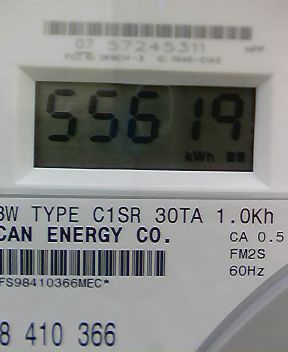 07 57245311
55619
kWh
3W TYPE C1SR 30TA 1.0Kh
CAN ENERGY CO.
CA 0.5
FM2S
60Hz
FS98410366MEC*
8 410 366